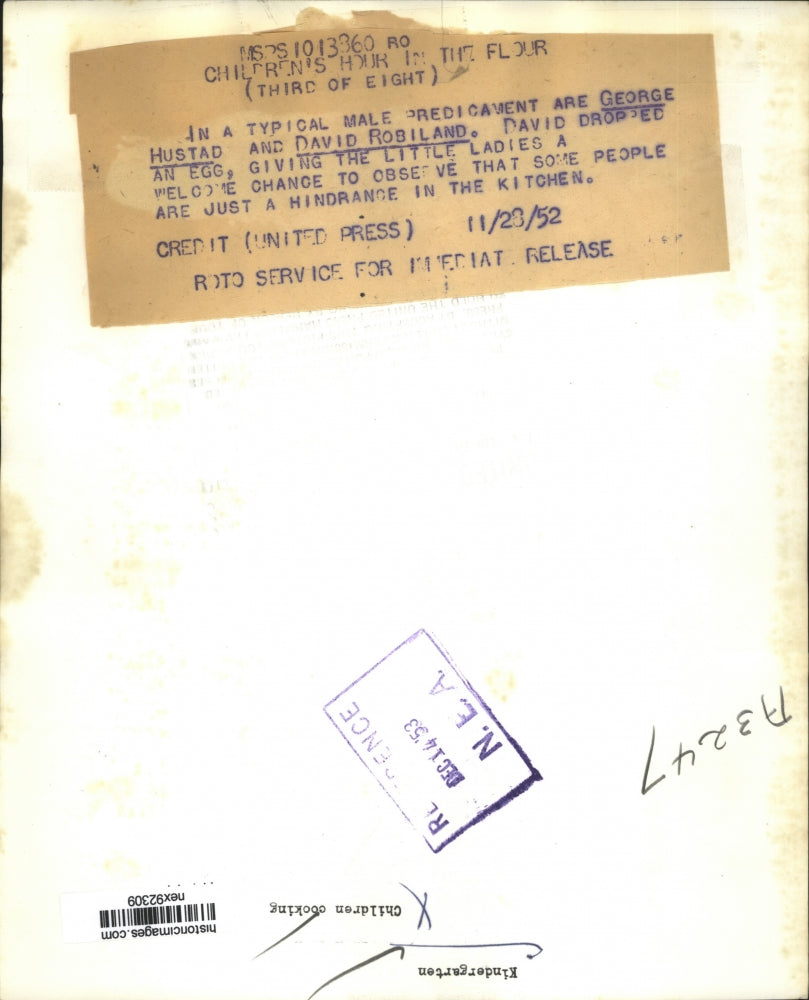 MSPS1013360 RO
CHILDREN'S HOUR IN THE FLOUR
(THIRD OF EIGHT)
IN A TYPICAL MALE PREDICAMENT ARE GEORGE
HUSTAD AND DAVID ROBILAND. DAVID DROPPED
AN EGG, GIVING THE LITTLE LADIES A
WELCOME CHANCE TO OBSERVE THAT SOME PEOPLE
ARE JUST A HINDRANCE IN THE KITCHEN.
CREDIT (UNITED PRESS) 11/28/52
ROTO SERVICE FOR IMMEDIATE RELEASE
REFERENCE
DEC 14 '53
N.E.A.
A3247
Kindergarten
X Children cooking
historicimages.com
nex92309